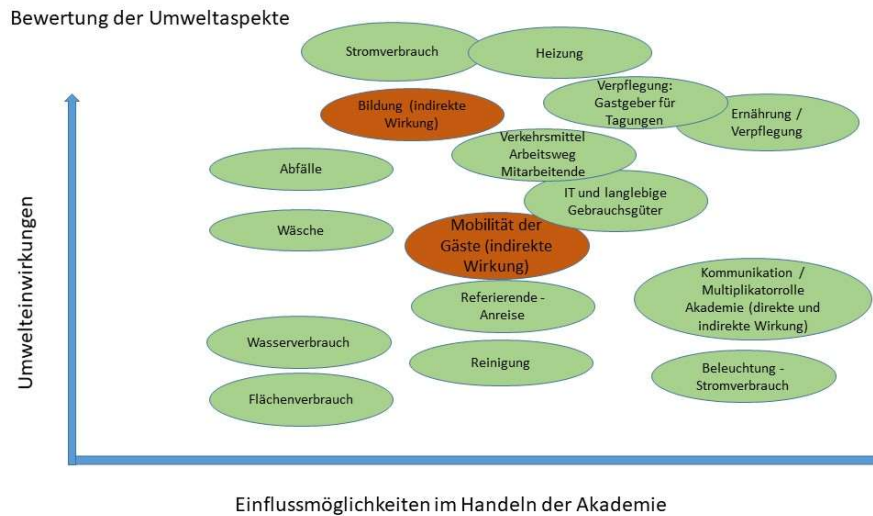 Bewertung der Umweltaspekte
Stromverbrauch
Heizung
Bildung (indirekte
Wirkung)
Verpflegung:
Gastgeber für
Tagungen
Ernährung /
Verpflegung
Verkehrsmittel
Arbeitsweg
Mitarbeitende
Abfälle
IT und langlebige
Gebrauchsgüter
Wäsche
Mobilität der
Gäste (indirekte
Wirkung)
Kommunikation /
Multiplikatorrolle
Akademie (direkte und
indirekte Wirkung)
Referierende -
Anreise
Wasserverbrauch
Reinigung
Beleuchtung -
Stromverbrauch
Flächenverbrauch
Umwelteinwirkungen
Einflussmöglichkeiten im Handeln der Akademie